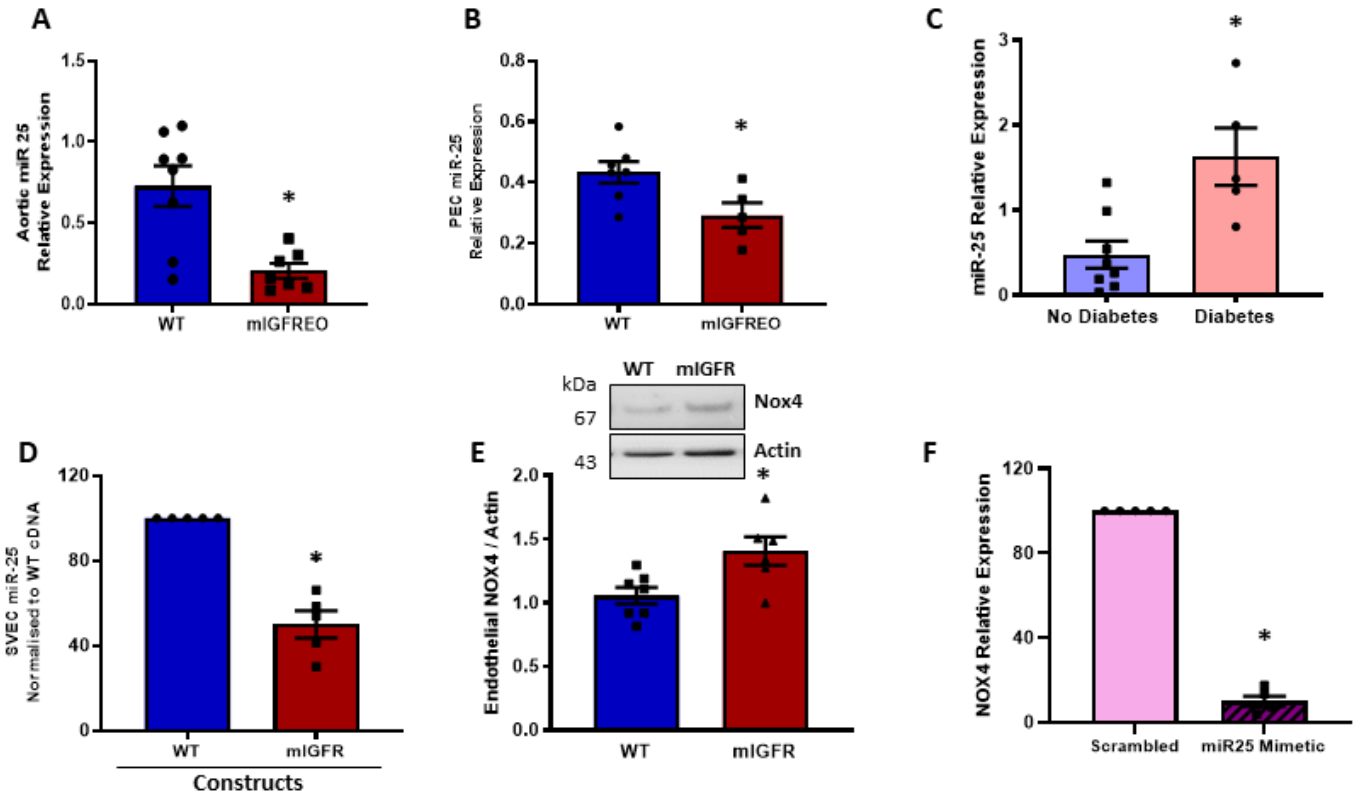 A
Aortic miR 25
Relative Expression
1.5
1.0
0.5
0.0
*
WT
mIGFREO
B
PEC miR-25
Relative Expression
0.8
0.6
0.4
0.2
0.0
*
WT
mIGFREO
C
miR-25 Relative Expression
3
2
1
0
*
No Diabetes
Diabetes
D
SVEC miR-25
Normalised to WT cDNA
120
80
40
0
*
WT
mIGFR
Constructs
E
WT
mIGFR
kDa
67
Nox4
43
Actin
Endothelial NOX4 / Actin
2.0
1.5
1.0
0.5
0.0
*
WT
mIGFR
F
NOX4 Relative Expression
120
80
40
0
*
Scrambled
miR25 Mimetic